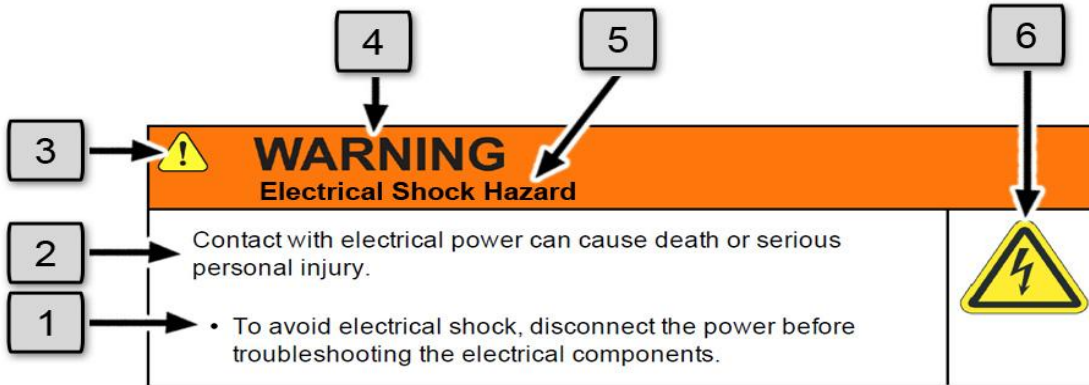 4
5
6
3
!
WARNING
Electrical Shock Hazard
2
Contact with electrical power can cause death or serious
personal injury.
1
• To avoid electrical shock, disconnect the power before
troubleshooting the electrical components.